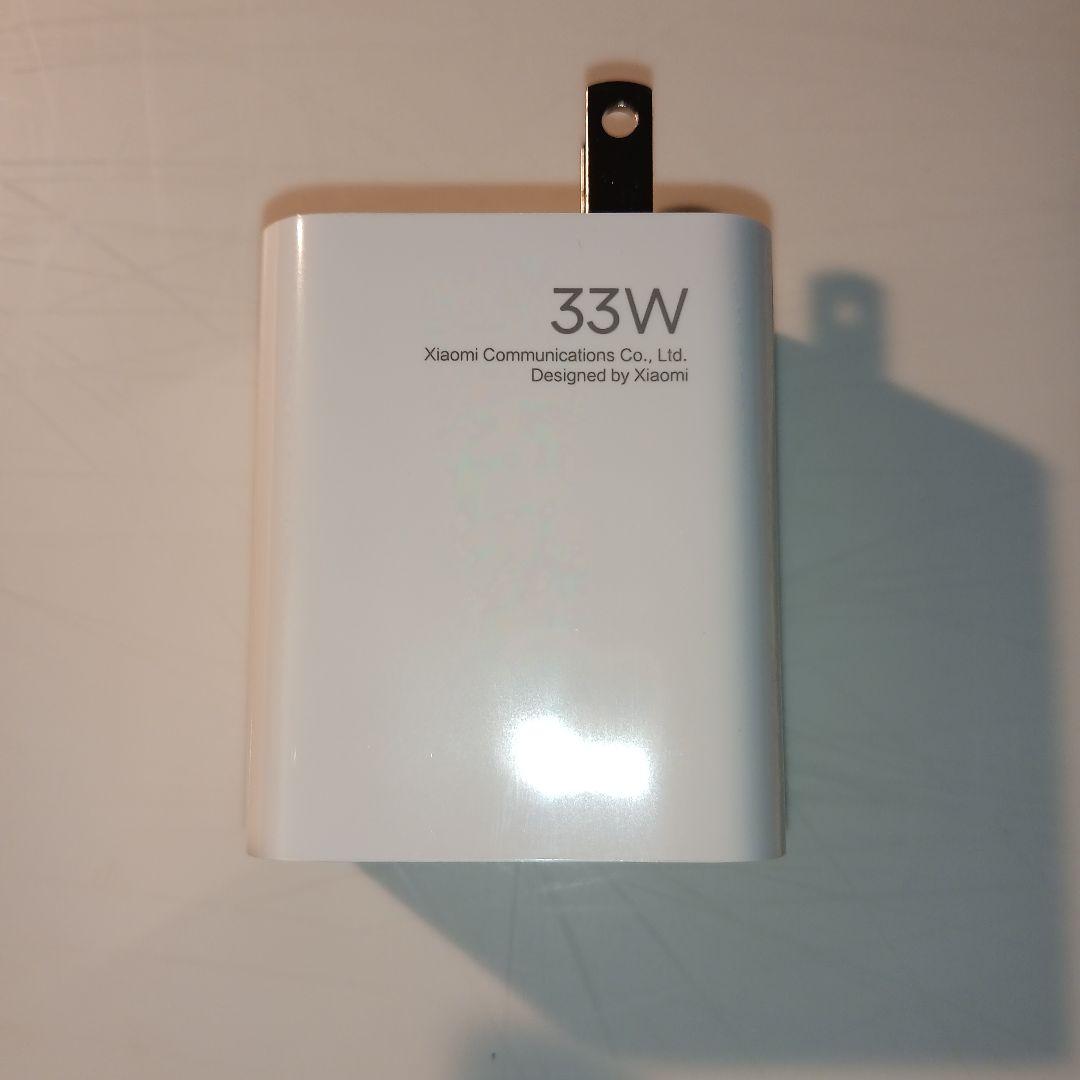 33W
Xiaomi Communications Co., Ltd.
Designed by Xiaomi